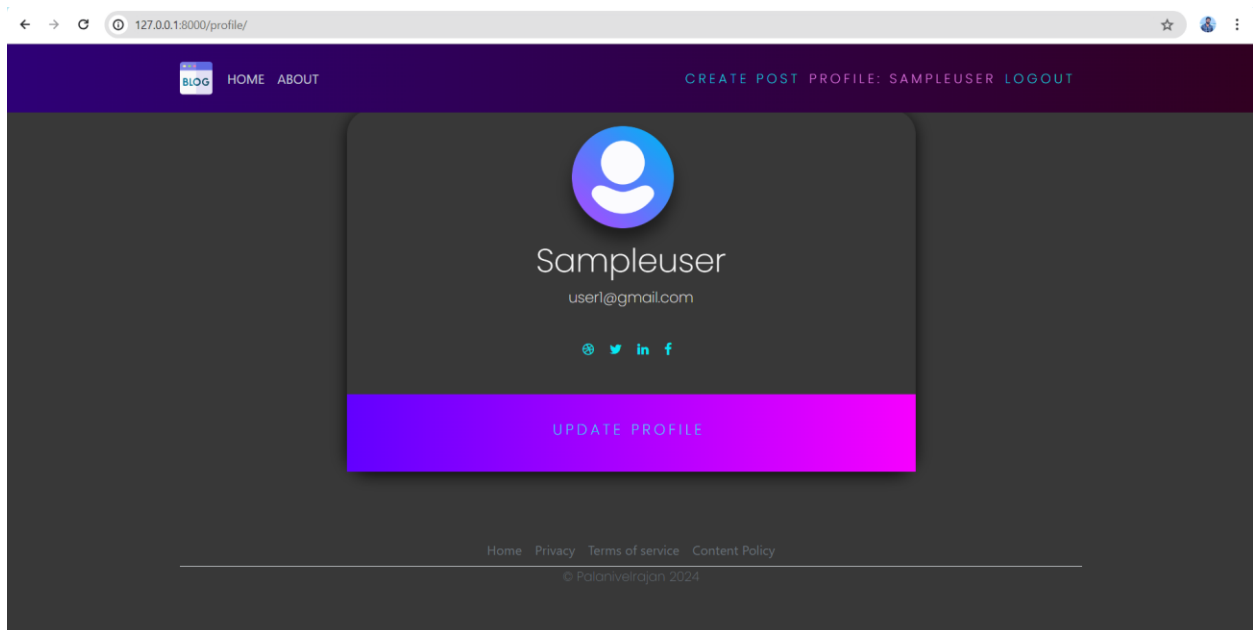 127.0.0.1:8000/profile/
BLOG HOME ABOUT CREATE POST PROFILE: SAMPLEUSER LOGOUT
Sampleuser
user1@gmail.com
in f
UPDATE PROFILE
Home Privacy Terms of service Content Policy
© Palanivelrajan 2024